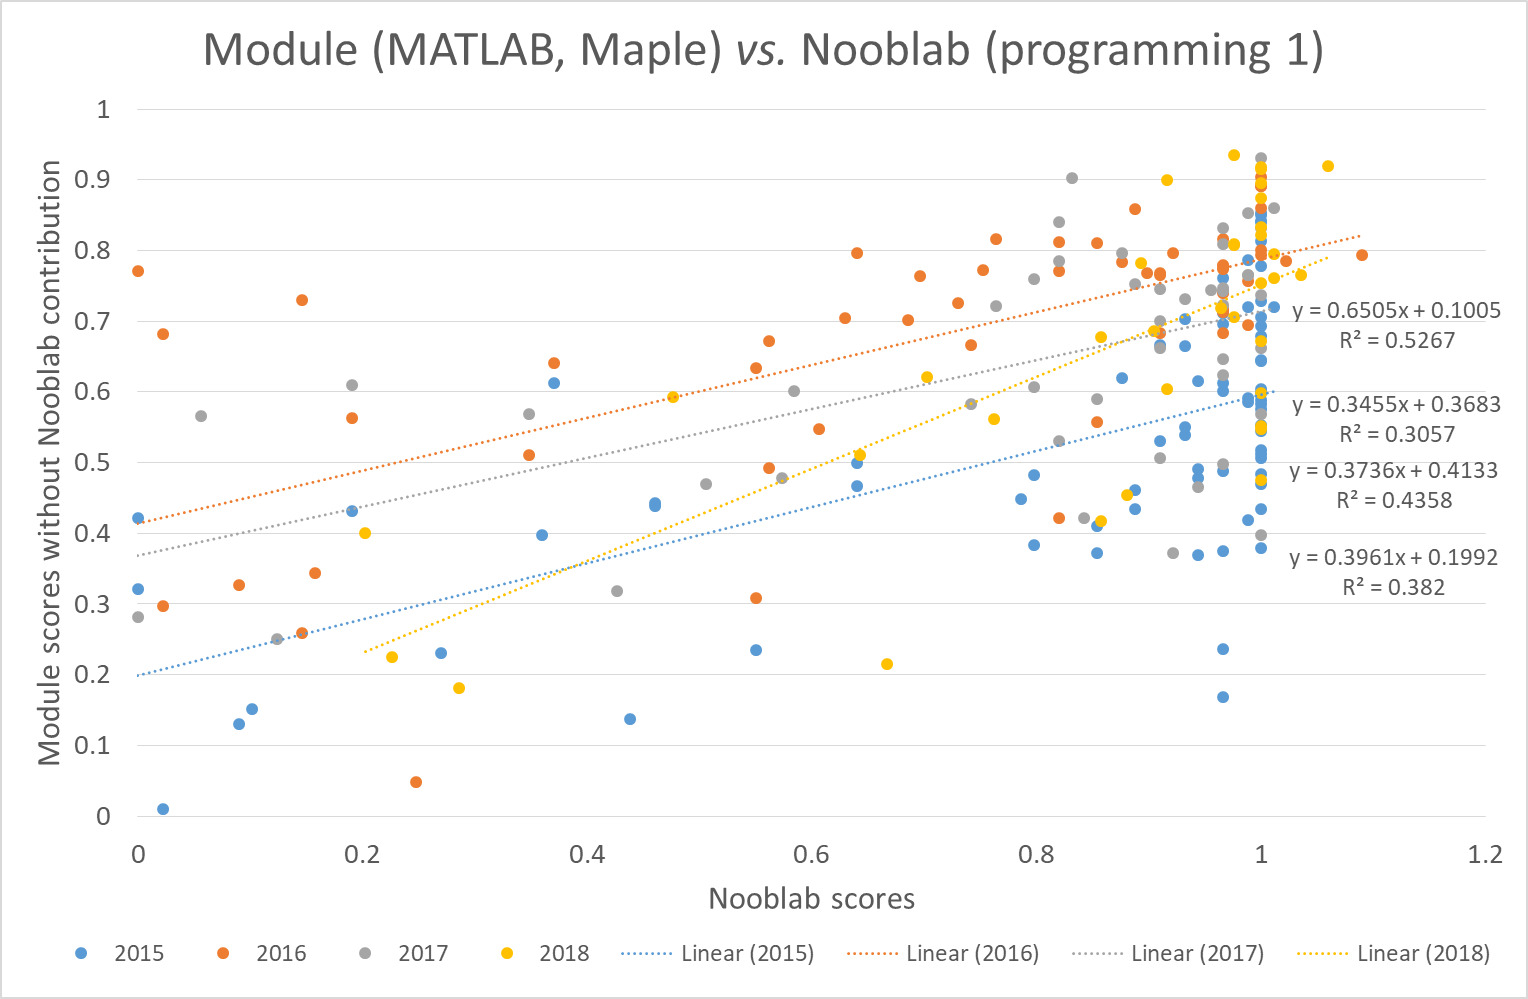 Module (MATLAB, Maple) vs. Nooblab (programming 1)
Module scores without Nooblab contribution
1
0.9
0.8
0.7
0.6
0.5
0.4
0.3
0.2
0.1
0
y = 0.6505x + 0.1005
R² = 0.5267
y = 0.3455x + 0.3683
R² = 0.3057
y = 0.3736x + 0.4133
R² = 0.4358
y = 0.3961x + 0.1992
R² = 0.382
0 0.2 0.4 0.6 0.8 1 1.2
Nooblab scores
2015 2016 2017 2018 Linear (2015) Linear (2016) Linear (2017) Linear (2018)